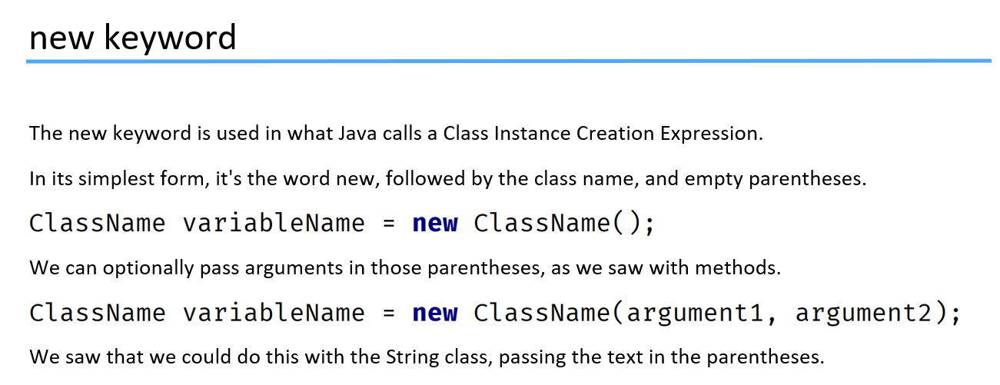 new keyword
The new keyword is used in what Java calls a Class Instance Creation Expression.
In its simplest form, it's the word new, followed by the class name, and empty parentheses.
ClassName variableName = new ClassName();
We can optionally pass arguments in those parentheses, as we saw with methods.
ClassName variableName = new ClassName(argument1, argument2);
We saw that we could do this with the String class, passing the text in the parentheses.